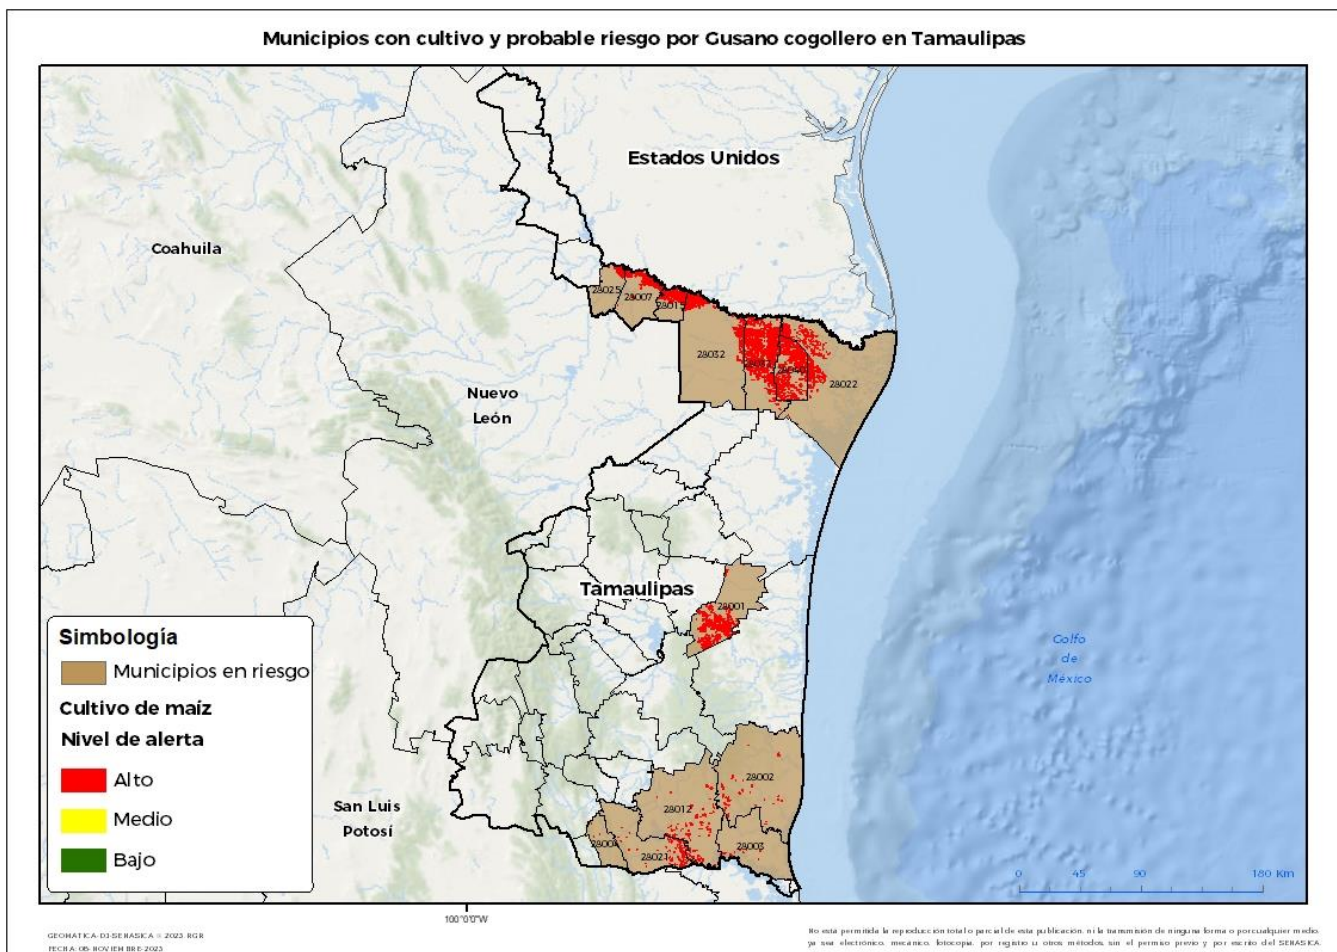 Municipios con cultivo y probable riesgo por Gusano cogollero en Tamaulipas
Estados Unidos
Coahuila
28025
28007
28015
28032
28022
Nuevo
León
Tamaulipas
28001
Golfo
de
México
Simbología
Municipios en riesgo
Cultivo de maíz
Nivel de alerta
Alto
Medio
Bajo
San Luis
Potosí
28002
28012
28021
28003
0 45 90 180 Km
100°0'0"W
GEOMATICA-DJ-SENASICA © 2023 RGR
FECHA: 08-NOVIEMBRE-2023
No está permitida la reproducción total o parcial de esta publicación, ni la transmisión de ninguna forma o por cualquier medio,
ya sea electrónico, mecánico, fotocopia, por registro u otros métodos, sin el permiso previo y por escrito del SENASICA